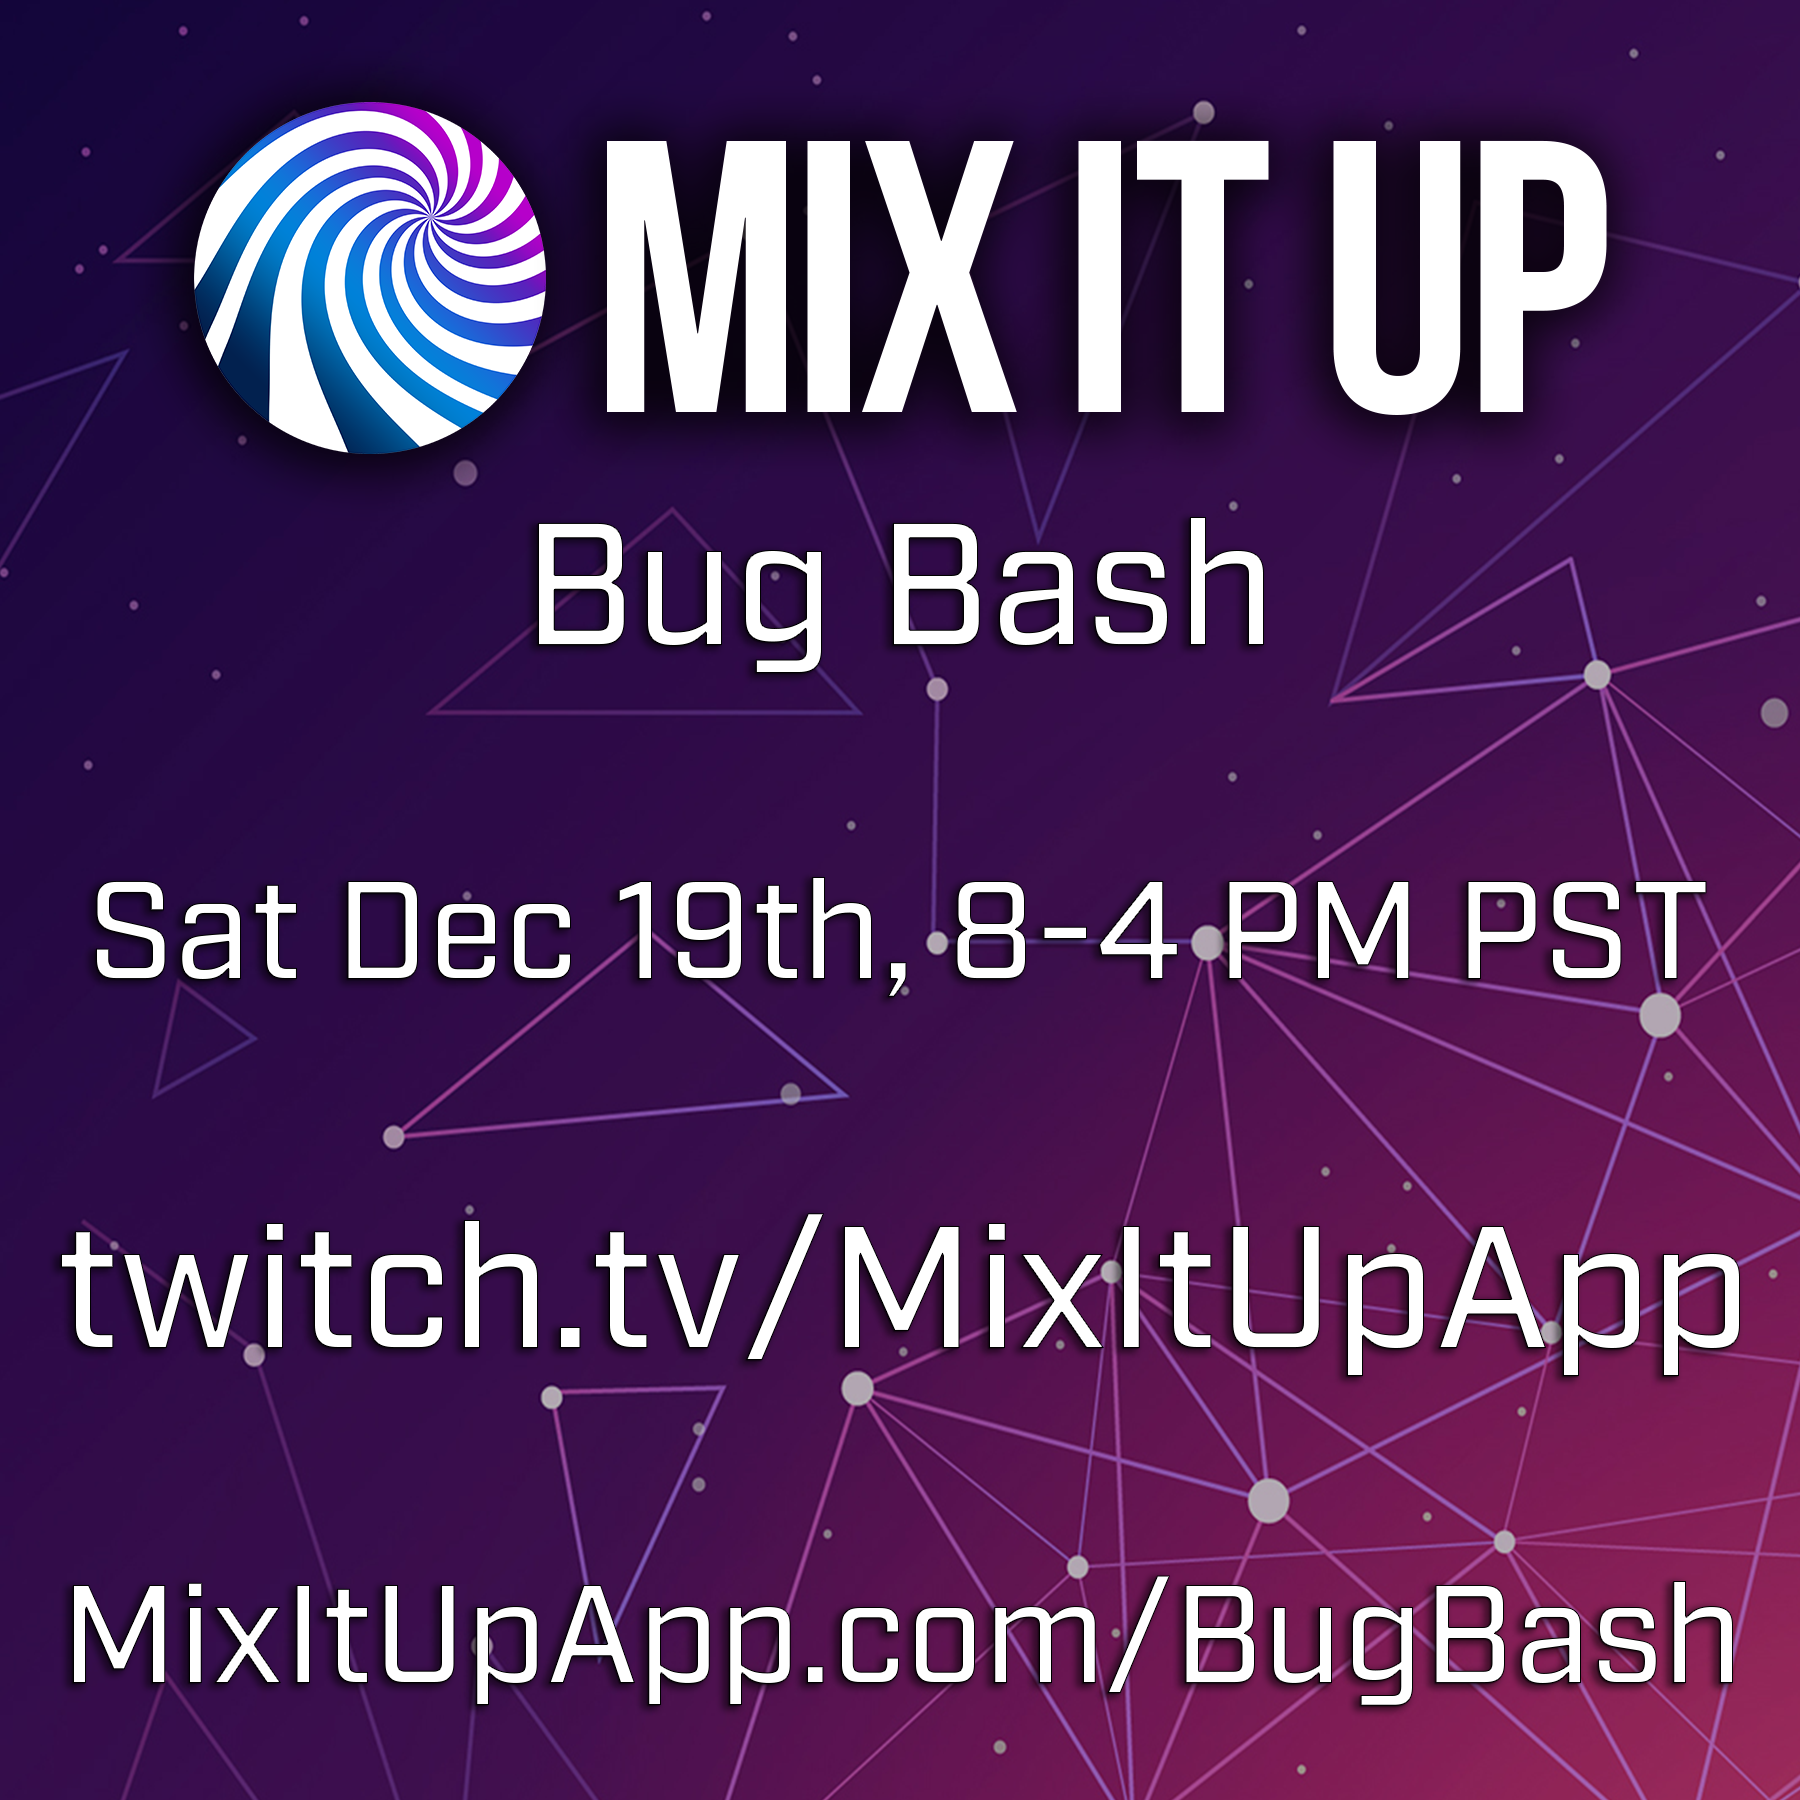 MIX IT UP
Bug Bash
Sat Dec 19th, 8-4 PM PST
twitch.tv/MixItUpApp
MixItUpApp.com/BugBash